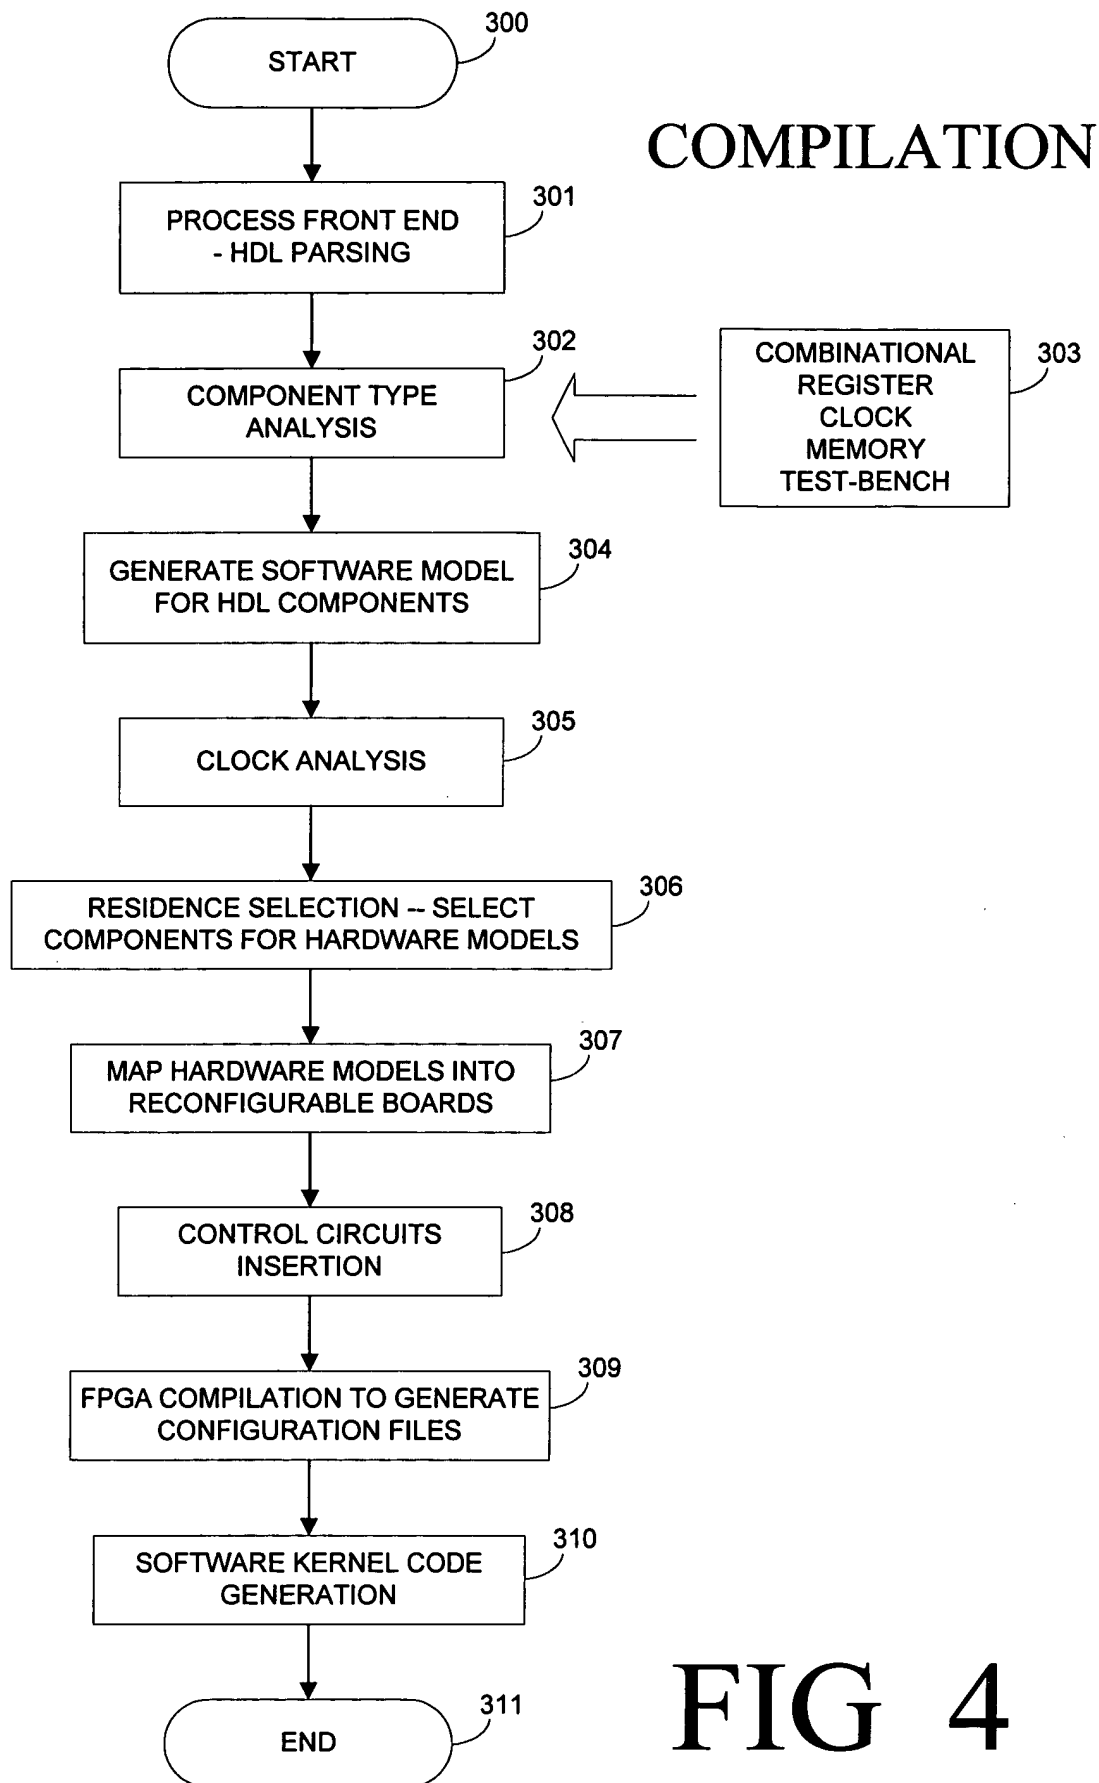 300
START
COMPILATION
301
PROCESS FRONT END
- HDL PARSING
302
COMPONENT TYPE
ANALYSIS
303
COMBINATIONAL
REGISTER
CLOCK
MEMORY
TEST-BENCH
304
GENERATE SOFTWARE MODEL
FOR HDL COMPONENTS
305
CLOCK ANALYSIS
306
RESIDENCE SELECTION -- SELECT
COMPONENTS FOR HARDWARE MODELS
307
MAP HARDWARE MODELS INTO
RECONFIGURABLE BOARDS
308
CONTROL CIRCUITS
INSERTION
309
FPGA COMPILATION TO GENERATE
CONFIGURATION FILES
310
SOFTWARE KERNEL CODE
GENERATION
311
END
FIG 4